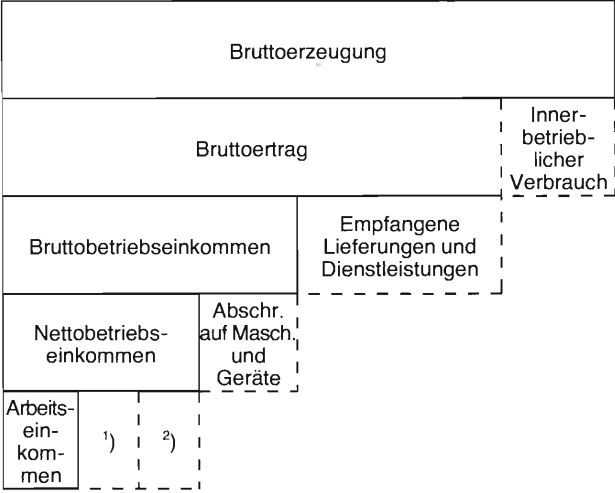 Bruttoerzeugung
Bruttoertrag
Inner-
betrieb-
licher
Verbrauch
Bruttobetriebseinkommen
Empfangene
Lieferungen und
Dienstleistungen
Nettobetriebs-
einkommen
Abschr.
auf Masch.
und
Geräte
Arbeits-
ein-
kom-
men
¹)
²)